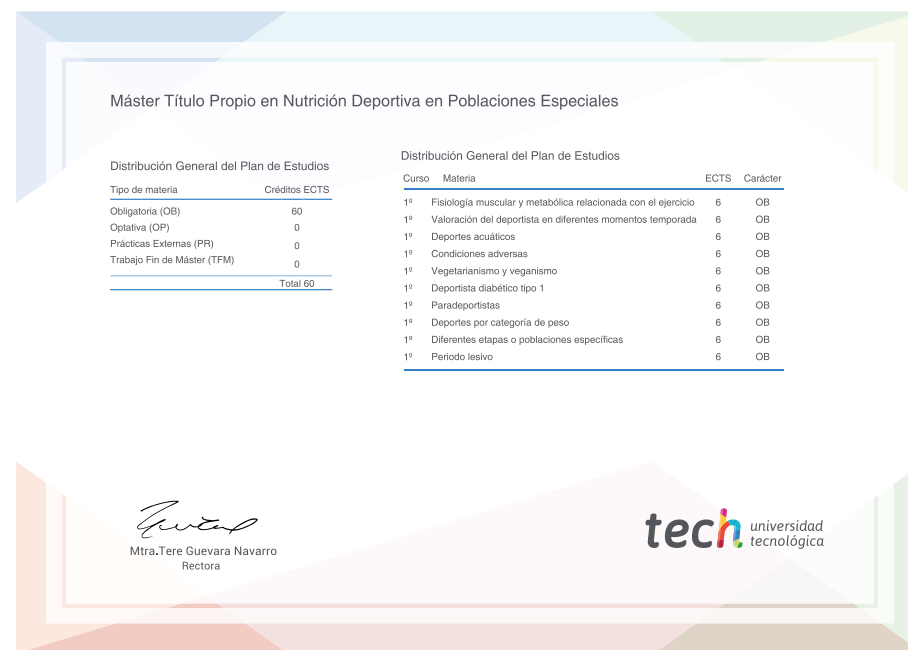 Máster Título Propio en Nutrición Deportiva en Poblaciones Especiales
Distribución General del Plan de Estudios
Tipo de materia Créditos ECTS
Obligatoria (OB) 60
Optativa (OP) 0
Prácticas Externas (PR) 0
Trabajo Fin de Máster (TFM) 0
Total 60
Distribución General del Plan de Estudios
Curso Materia ECTS Carácter
1º Fisiología muscular y metabólica relacionada con el ejercicio 6 OB
1º Valoración del deportista en diferentes momentos temporada 6 OB
1º Deportes acuáticos 6 OB
1º Condiciones adversas 6 OB
1º Vegetarianismo y veganismo 6 OB
1º Deportista diabético tipo 1 6 OB
1º Paradeportistas 6 OB
1º Deportes por categoría de peso 6 OB
1º Diferentes etapas o poblaciones específicas 6 OB
1º Periodo lesivo 6 OB
Mtra.Tere Guevara Navarro
Rectora
tech universidad
tecnológica